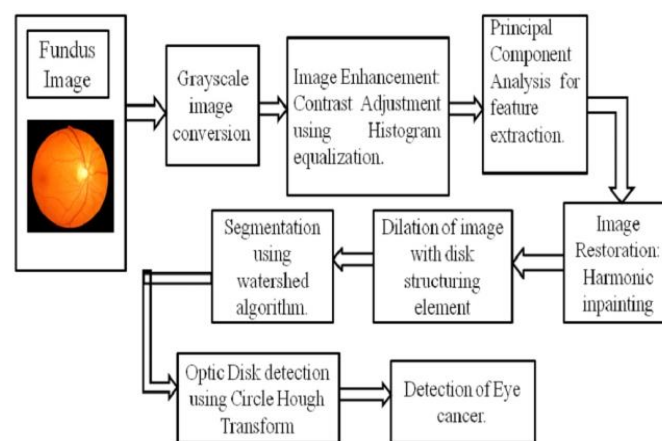 Fundus
Image
Grayscale
image
conversion
Image Enhancement:
Contrast Adjustment
using Histogram
equalization.
Principal
Component
Analysis for
feature
extraction.
Image
Restoration:
Harmonic
inpainting
Dilation of image
with disk
structuring
element
Segmentation
using
watershed
algorithm.
Optic Disk detection
using Circle Hough
Transform
Detection of Eye
cancer.